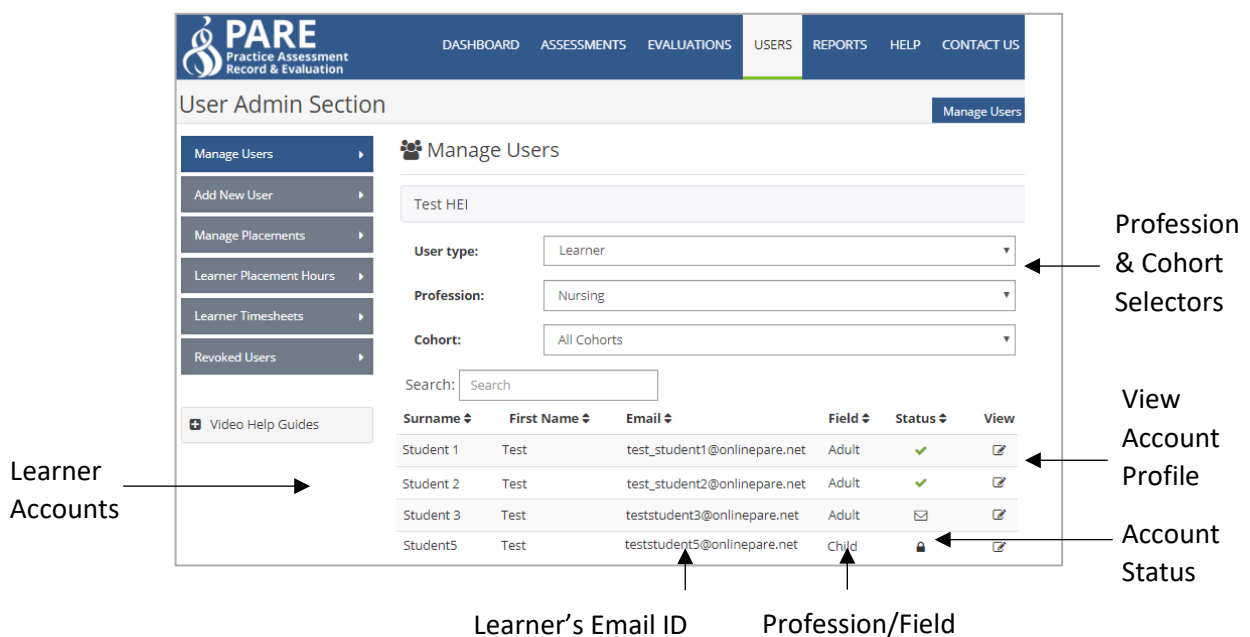 PARE
Practice Assessment
Record & Evaluation
DASHBOARD ASSESSMENTS EVALUATIONS USERS REPORTS HELP CONTACT US
User Admin Section
Manage Users
Manage Users
Add New User
Manage Placements
Learner Placement Hours
Learner Timesheets
Revoked Users
Video Help Guides
Manage Users
Test HEI
User type: Learner
Profession: Nursing
Cohort: All Cohorts
Search: Search
Surname First Name Email Field Status View
Student 1 Test test_student1@onlinepare.net Adult
Student 2 Test test_student2@onlinepare.net Adult
Student 3 Test teststudent3@onlinepare.net Adult
Student5 Test teststudent5@onlinepare.net Child
Profession
& Cohort
Selectors
View
Account
Profile
Account
Status
Learner
Accounts
Learner’s Email ID
Profession/Field